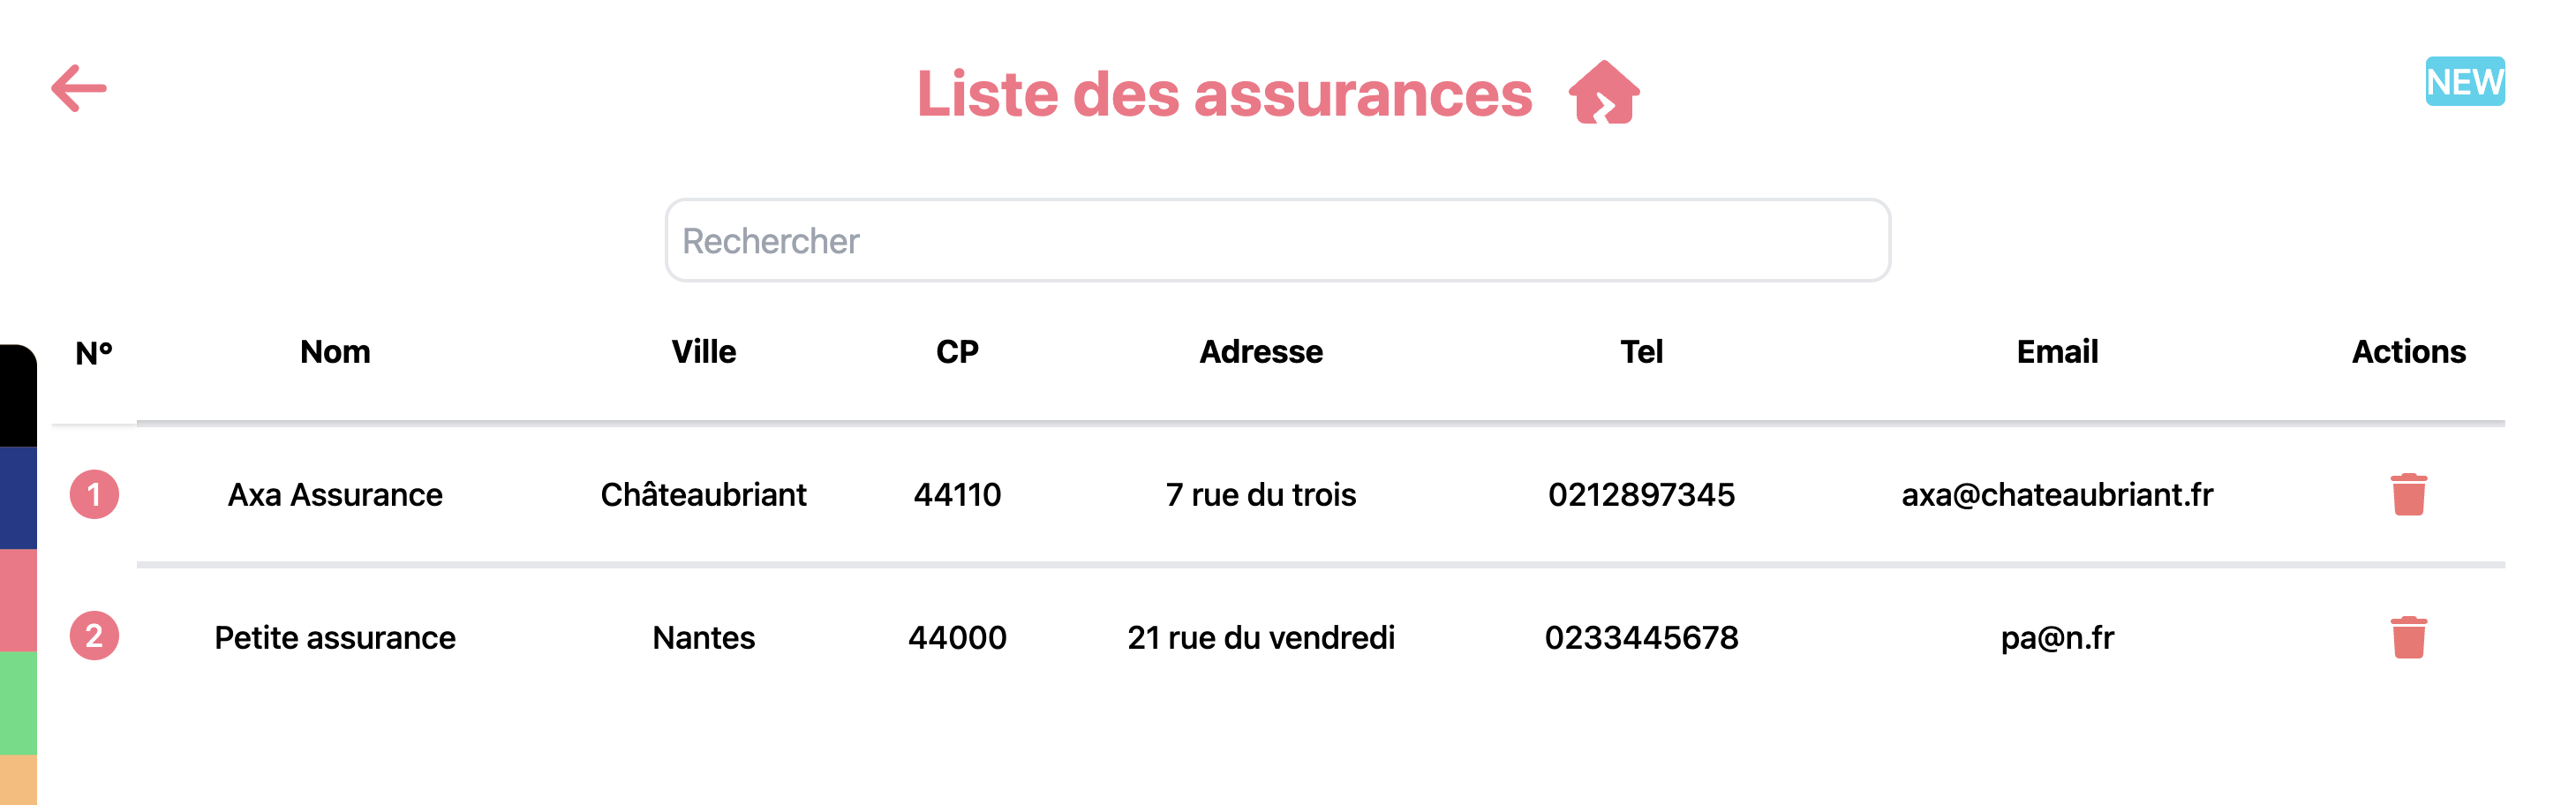 Liste des assurances
NEW
Rechercher
N° Nom Ville CP Adresse Tel Email Actions
1 Axa Assurance Châteaubriant 44110 7 rue du trois 0212897345 axa@chateaubriant.fr
2 Petite assurance Nantes 44000 21 rue du vendredi 0233445678 pa@n.fr